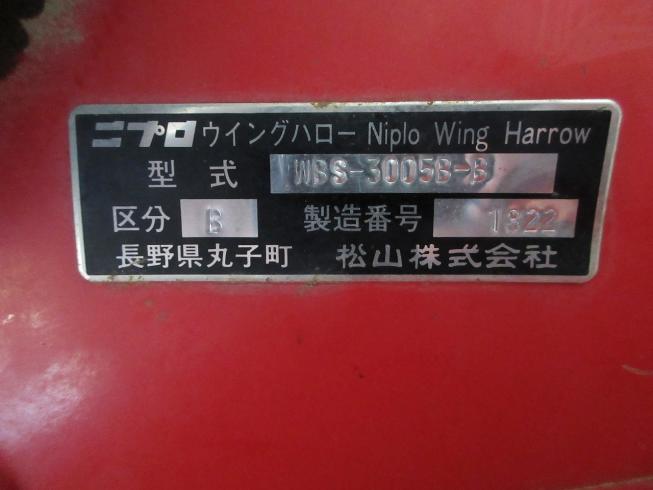 ニプロ ウイングハロー Niplo Wing Harrow
型式 WBS-3005B-B
区分 B 製造番号 1822
長野県丸子町 松山株式会社